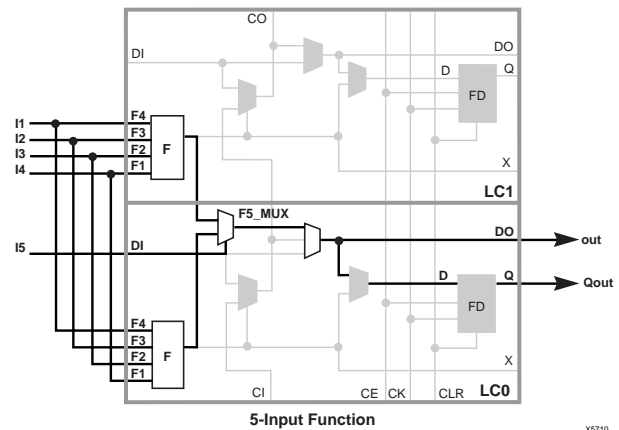 CO
DI
DO
D
Q
FD
I1
I2
I3
I4
F4
F3
F2
F1
F
X
LC1
F5_MUX
DO
out
I5
DI
D
Q
Qout
FD
F4
F3
F2
F1
F
X
CI
CE
CK
CLR
LC0
5-Input Function
X5710